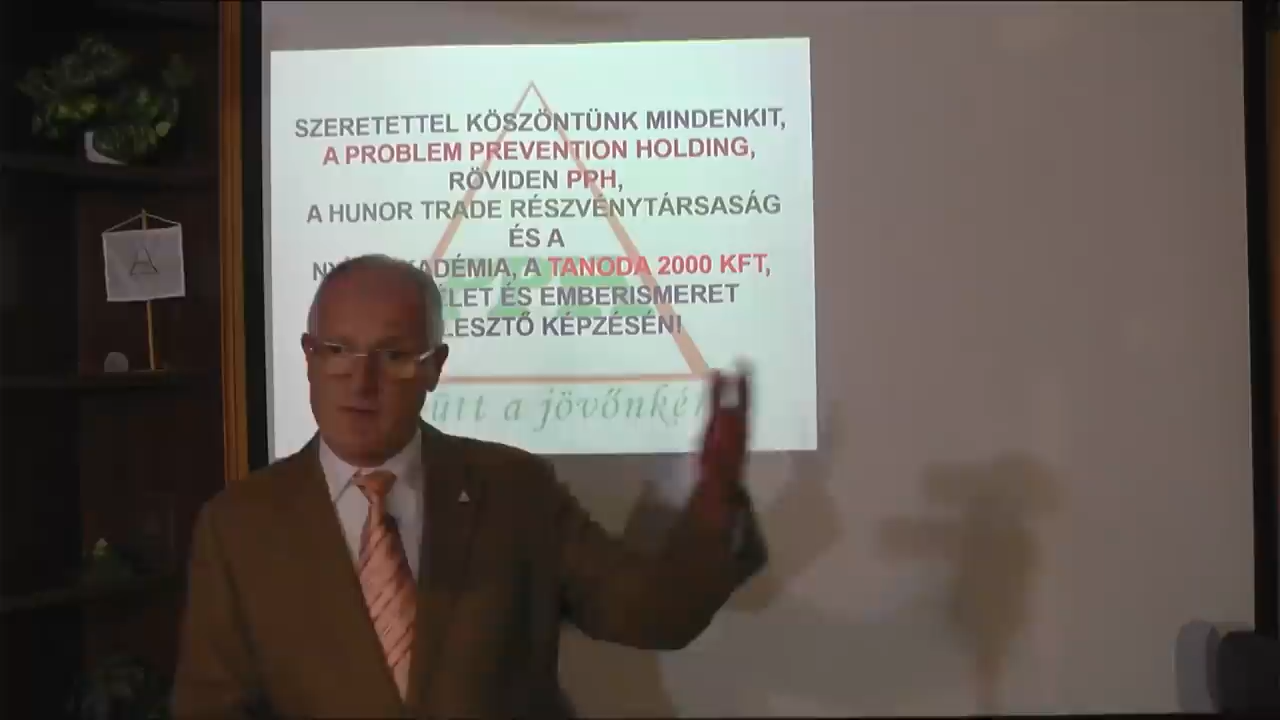 SZERETETTEL KÖSZÖNTÜNK MINDENKIT,
A PROBLEM PREVENTION HOLDING,
RÖVIDEN PPH,
A HUNOR TRADE RÉSZVÉNYTÁRSASÁG
ÉS A
A TANODA 2000 KFT,
ÉS EMBERISMERET
KÉPZÉSÉN!
a